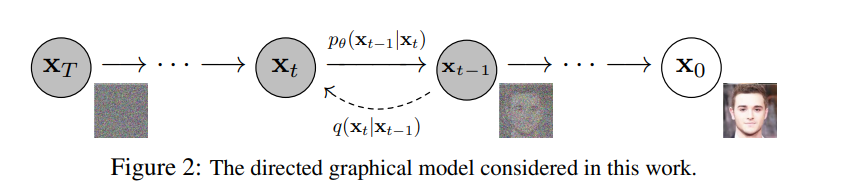 p_θ(x_{t−1}|x_t)
x_T → ⋯ → x_t → x_{t−1} → ⋯ → x_0
q(x_t|x_{t−1})
Figure 2: The directed graphical model considered in this work.